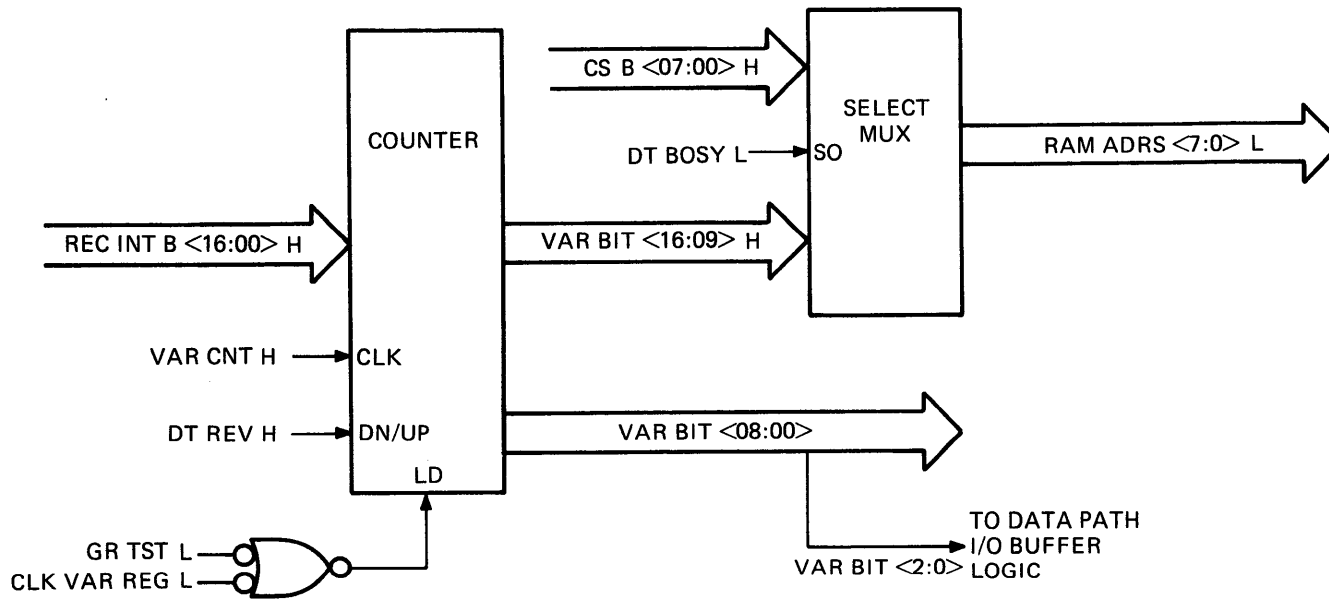 CS B <07:00> H
SELECT
MUX
COUNTER
DT BOSY L
SO
RAM ADRS <7:0> L
REC INT B <16:00> H
VAR BIT <16:09> H
VAR CNT H
CLK
DT REV H
DN/UP
VAR BIT <08:00>
LD
GR TST L
CLK VAR REG L
TO DATA PATH
I/O BUFFER
VAR BIT <2:0> LOGIC